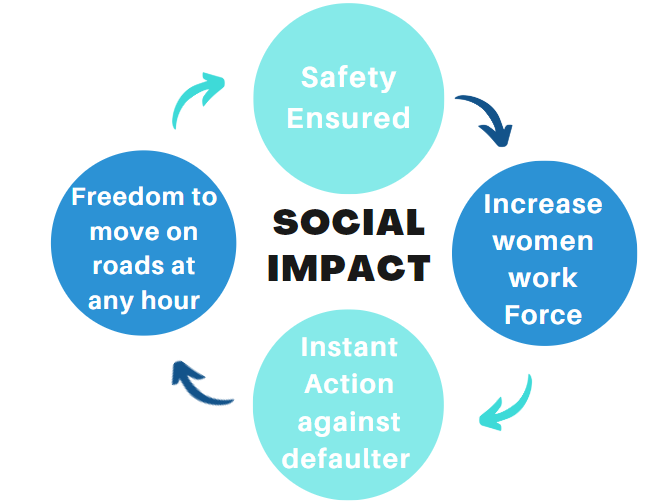 Safety
Ensured
Freedom to
move on
roads at
any hour
SOCIAL
IMPACT
Increase
women
work
Force
Instant
Action
against
defaulter